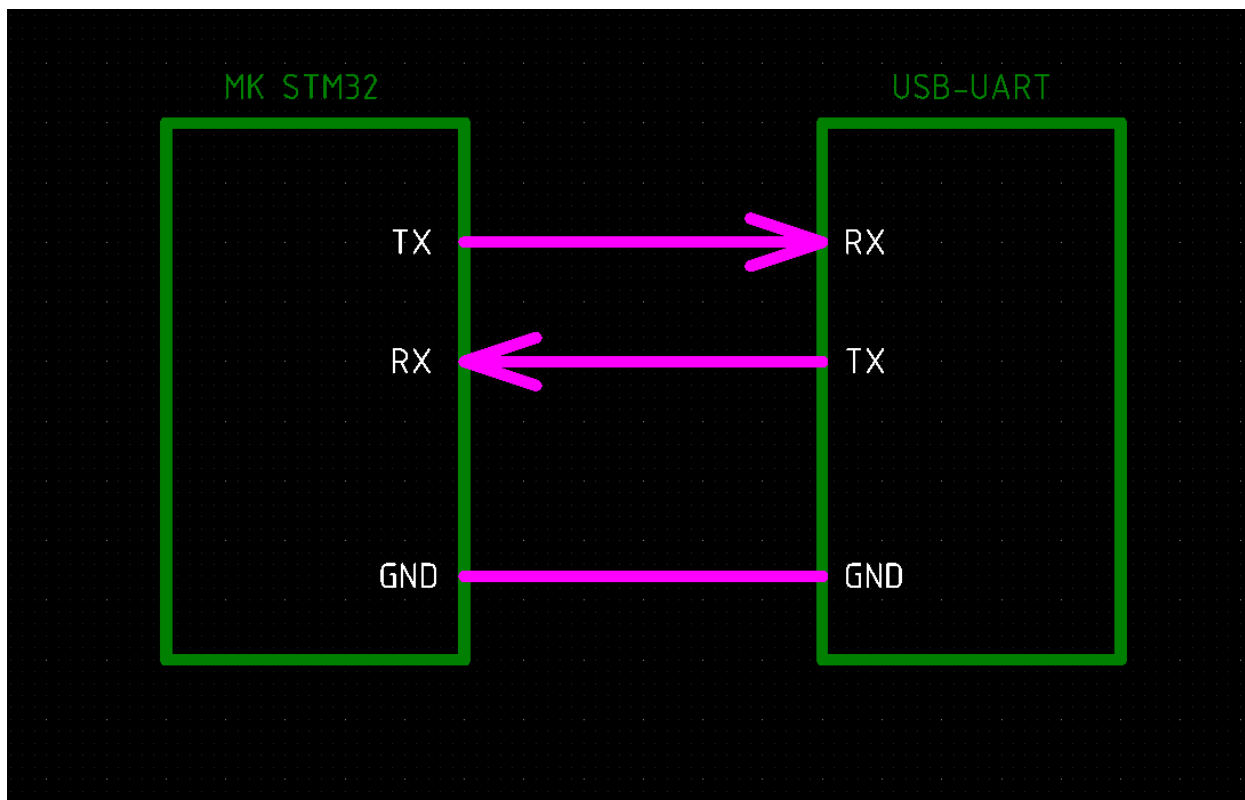 MK STM32
USB-UART
TX
RX
RX
TX
GND
GND